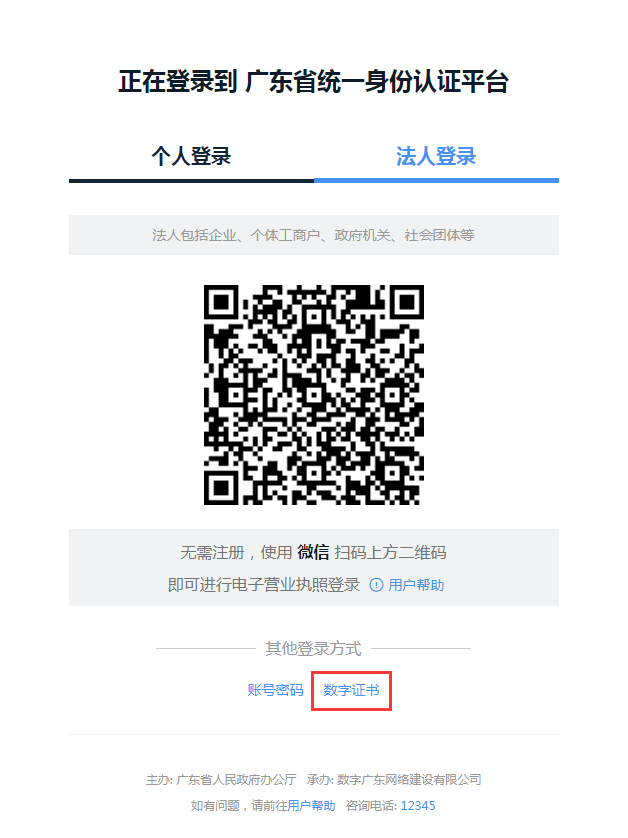 正在登录到 广东省统一身份认证平台
个人登录 法人登录
法人包括企业、个体工商户、政府机关、社会团体等
无需注册，使用 微信 扫码上方二维码
即可进行电子营业执照登录 用户帮助
其他登录方式
账号密码 数字证书
主办: 广东省人民政府办公厅 承办: 数字广东网络建设有限公司
如有问题，请前往用户帮助 咨询电话: 12345